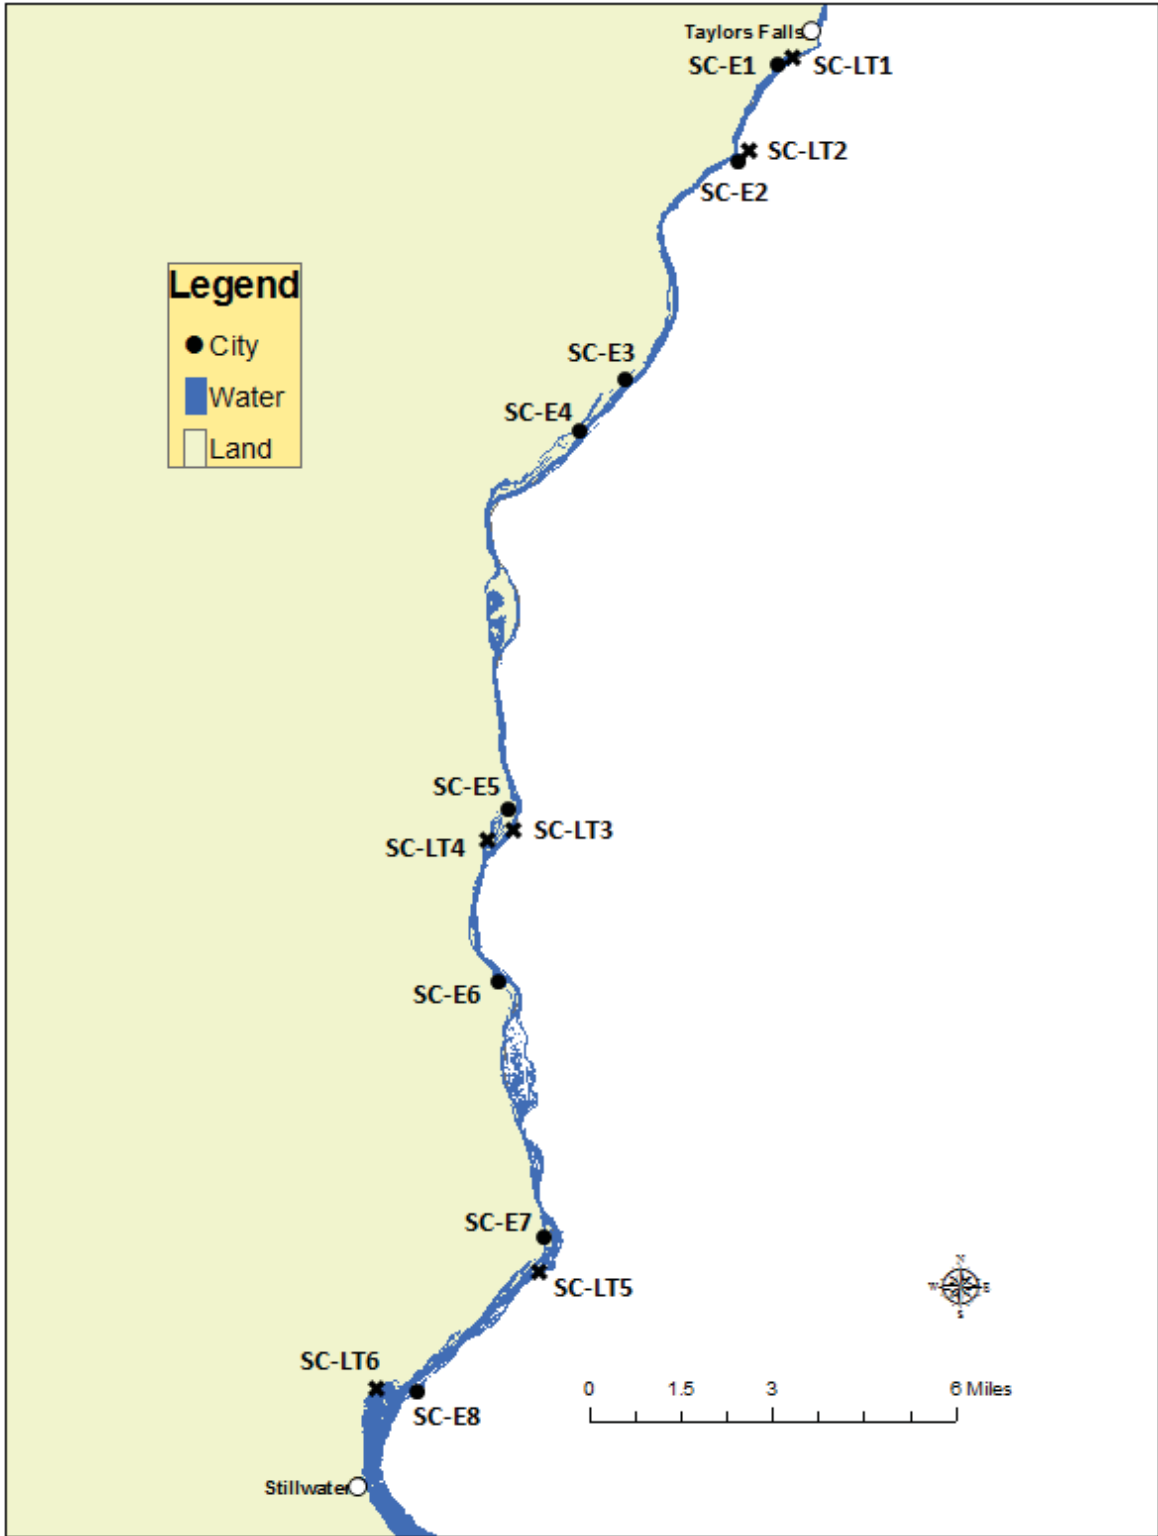 Taylors Falls
SC-E1
SC-LT1
SC-LT2
SC-E2
Legend
City
Water
Land
SC-E3
SC-E4
SC-E5
SC-LT3
SC-LT4
SC-E6
SC-E7
SC-LT5
N
W E
S
SC-LT6
SC-E8
0 1.5 3 6 Miles
Stillwater